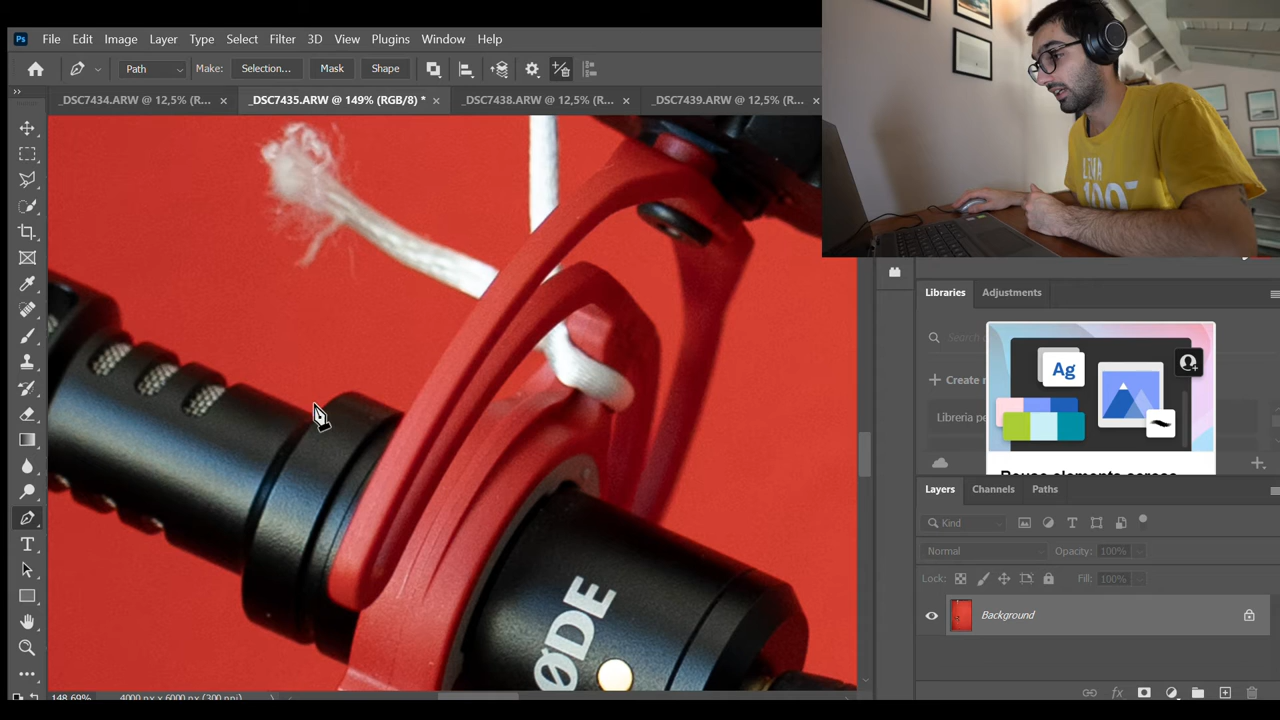 Ps File Edit Image Layer Type Select Filter 3D View Plugins Window Help
Path Make: Selection... Mask Shape
_DSC7434.ARW @ 12,5% (R... × _DSC7435.ARW @ 149% (RGB/8) * × _DSC7438.ARW @ 12,5% (R... × _DSC7439.ARW @ 12,5% (RGB/... ×
Libraries Adjustments
Ag
+ Create n
Libreria pe
Layers Channels Paths
Kind
Normal Opacity: 100%
Lock: Fill: 100%
Background
RØDE
4000 px x 6000 px (300 ppi)
fx